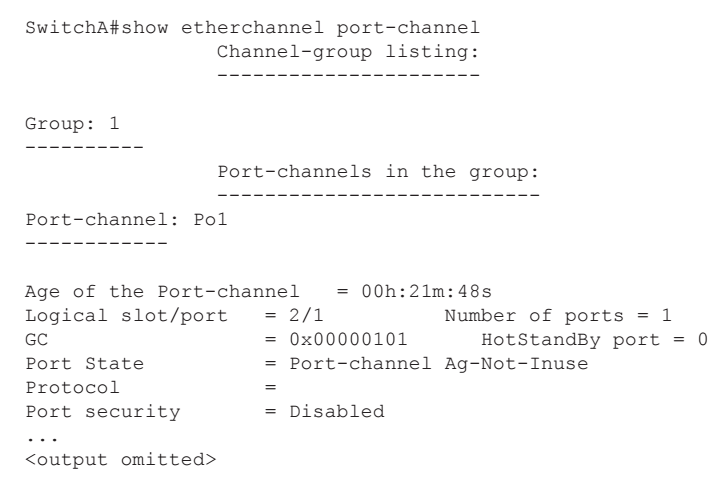 SwitchA#show etherchannel port-channel
Channel-group listing:
----------------------
Group: 1
----------
Port-channels in the group:
---------------------------
Port-channel: Po1
------------
Age of the Port-channel   = 00h:21m:48s
Logical slot/port   = 2/1          Number of ports = 1
GC                  = 0x00000101      HotStandBy port = 0
Port State          = Port-channel Ag-Not-Inuse
Protocol            =
Port security       = Disabled
...
<output omitted>